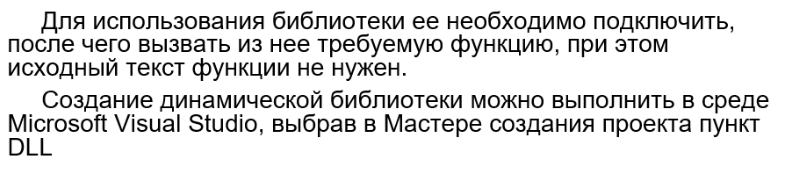 Для использования библиотеки ее необходимо подключить,
после чего вызвать из нее требуемую функцию, при этом
исходный текст функции не нужен.
Создание динамической библиотеки можно выполнить в среде
Microsoft Visual Studio, выбрав в Мастере создания проекта пункт
DLL